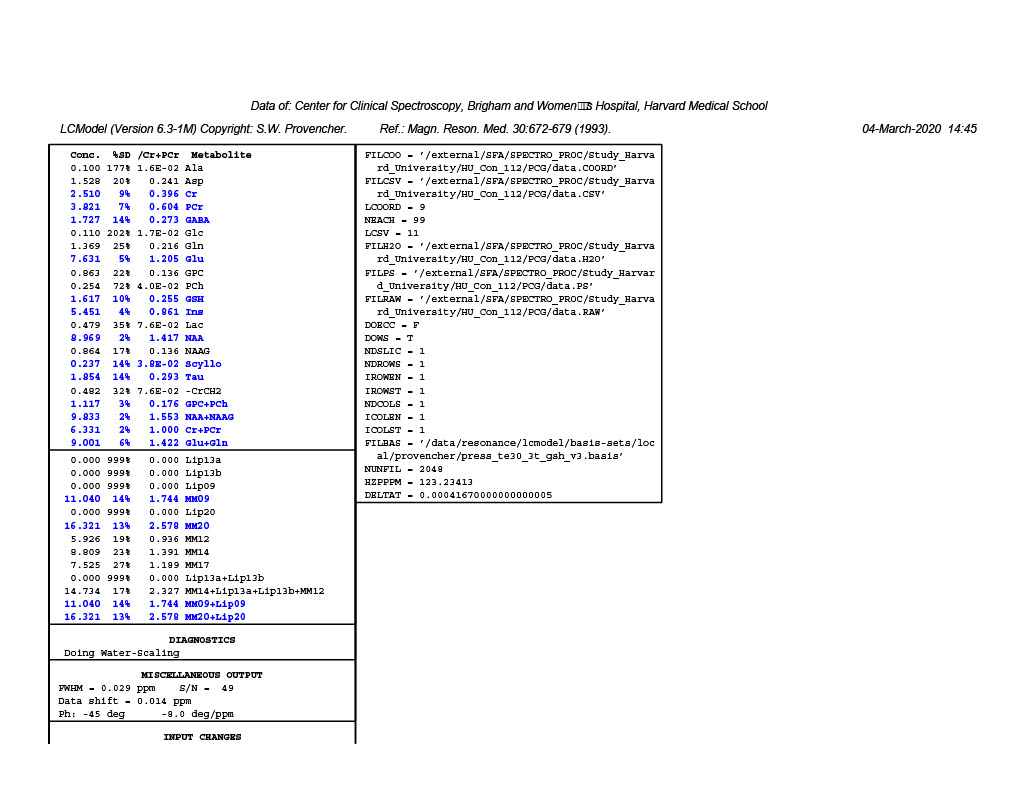 Data of: Center for Clinical Spectroscopy, Brigham and Women s Hospital, Harvard Medical School
LCModel (Version 6.3-1M) Copyright: S.W. Provencher. Ref.: Magn. Reson. Med. 30:672-679 (1993). 04-March-2020 14:45
Conc. %SD /Cr+PCr Metabolite
0.100 177% 1.6E-02 Ala
1.528 20% 0.241 Asp
2.510 9% 0.396 Cr
3.821 7% 0.604 PCr
1.727 14% 0.273 GABA
0.110 202% 1.7E-02 Glc
1.369 25% 0.216 Gln
7.631 5% 1.205 Glu
0.863 22% 0.136 GPC
0.254 72% 4.0E-02 PCh
1.617 10% 0.255 GSH
5.451 4% 0.861 Ins
0.479 35% 7.6E-02 Lac
8.969 2% 1.417 NAA
0.864 17% 0.136 NAAG
0.237 14% 3.8E-02 Scyllo
1.854 14% 0.293 Tau
0.482 32% 7.6E-02 -CrCH2
1.117 3% 0.176 GPC+PCh
9.833 2% 1.553 NAA+NAAG
6.331 2% 1.000 Cr+PCr
9.001 6% 1.422 Glu+Gln
0.000 999% 0.000 Lip13a
0.000 999% 0.000 Lip13b
0.000 999% 0.000 Lip09
11.040 14% 1.744 MM09
0.000 999% 0.000 Lip20
16.321 13% 2.578 MM20
5.926 19% 0.936 MM12
8.809 23% 1.391 MM14
7.525 27% 1.189 MM17
0.000 999% 0.000 Lip13a+Lip13b
14.734 17% 2.327 MM14+Lip13a+Lip13b+MM12
11.040 14% 1.744 MM09+Lip09
16.321 13% 2.578 MM20+Lip20
DIAGNOSTICS
Doing Water-Scaling
MISCELLANEOUS OUTPUT
FWHM = 0.029 ppm S/N = 49
Data shift = 0.014 ppm
Ph: -45 deg -8.0 deg/ppm
INPUT CHANGES
FILCOO = '/external/SFA/SPECTRO_PROC/Study_Harva
rd_University/HU_Con_112/PCG/data.COORD'
FILCSV = '/external/SFA/SPECTRO_PROC/Study_Harva
rd_University/HU_Con_112/PCG/data.CSV'
LCOORD = 9
NEACH = 99
LCSV = 11
FILH2O = '/external/SFA/SPECTRO_PROC/Study_Harva
rd_University/HU_Con_112/PCG/data.H2O'
FILPS = '/external/SFA/SPECTRO_PROC/Study_Harvar
d_University/HU_Con_112/PCG/data.PS'
FILRAW = '/external/SFA/SPECTRO_PROC/Study_Harva
rd_University/HU_Con_112/PCG/data.RAW'
DOECC = F
DOWS = T
NDSLIC = 1
NDROWS = 1
IROWEN = 1
IROWST = 1
NDCOLS = 1
ICOLEN = 1
ICOLST = 1
FILBAS = '/data/resonance/lcmodel/basis-sets/loc
al/provencher/press_te30_3t_gsh_v3.basis'
NUNFIL = 2048
HZPPPM = 123.23413
DELTAT = 0.00041670000000000005